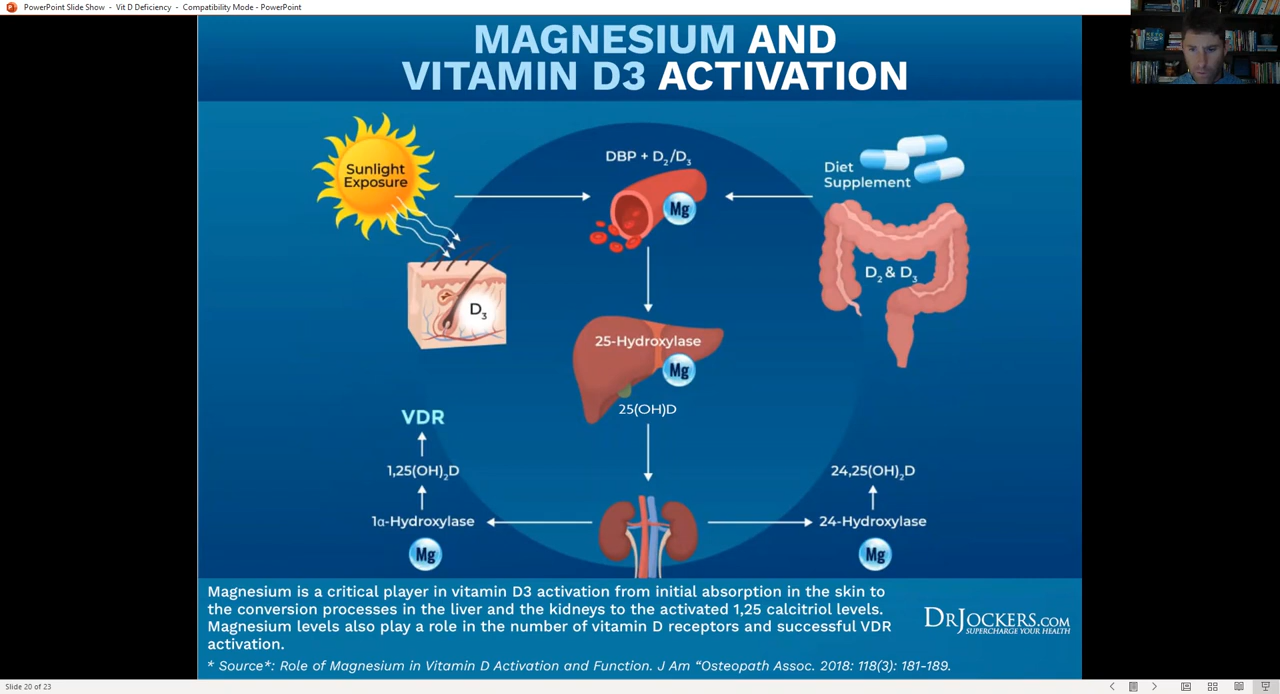 PowerPoint Slide Show - Vit D Deficiency - Compatibility Mode - PowerPoint
MAGNESIUM AND
VITAMIN D3 ACTIVATION
Sunlight
Exposure
D₃
DBP + D₂/D₃
Mg
Diet
Supplement
D₂ & D₃
25-Hydroxylase
Mg
25(OH)D
VDR
1,25(OH)₂D
1α-Hydroxylase
Mg
24,25(OH)₂D
24-Hydroxylase
Mg
Magnesium is a critical player in vitamin D3 activation from initial absorption in the skin to
the conversion processes in the liver and the kidneys to the activated 1,25 calcitriol levels.
Magnesium levels also play a role in the number of vitamin D receptors and successful VDR
activation.
* Source*: Role of Magnesium in Vitamin D Activation and Function. J Am “Osteopath Assoc. 2018: 118(3): 181-189.
DRJOCKERS.COM
SUPERCHARGE YOUR HEALTH
Slide 20 of 23